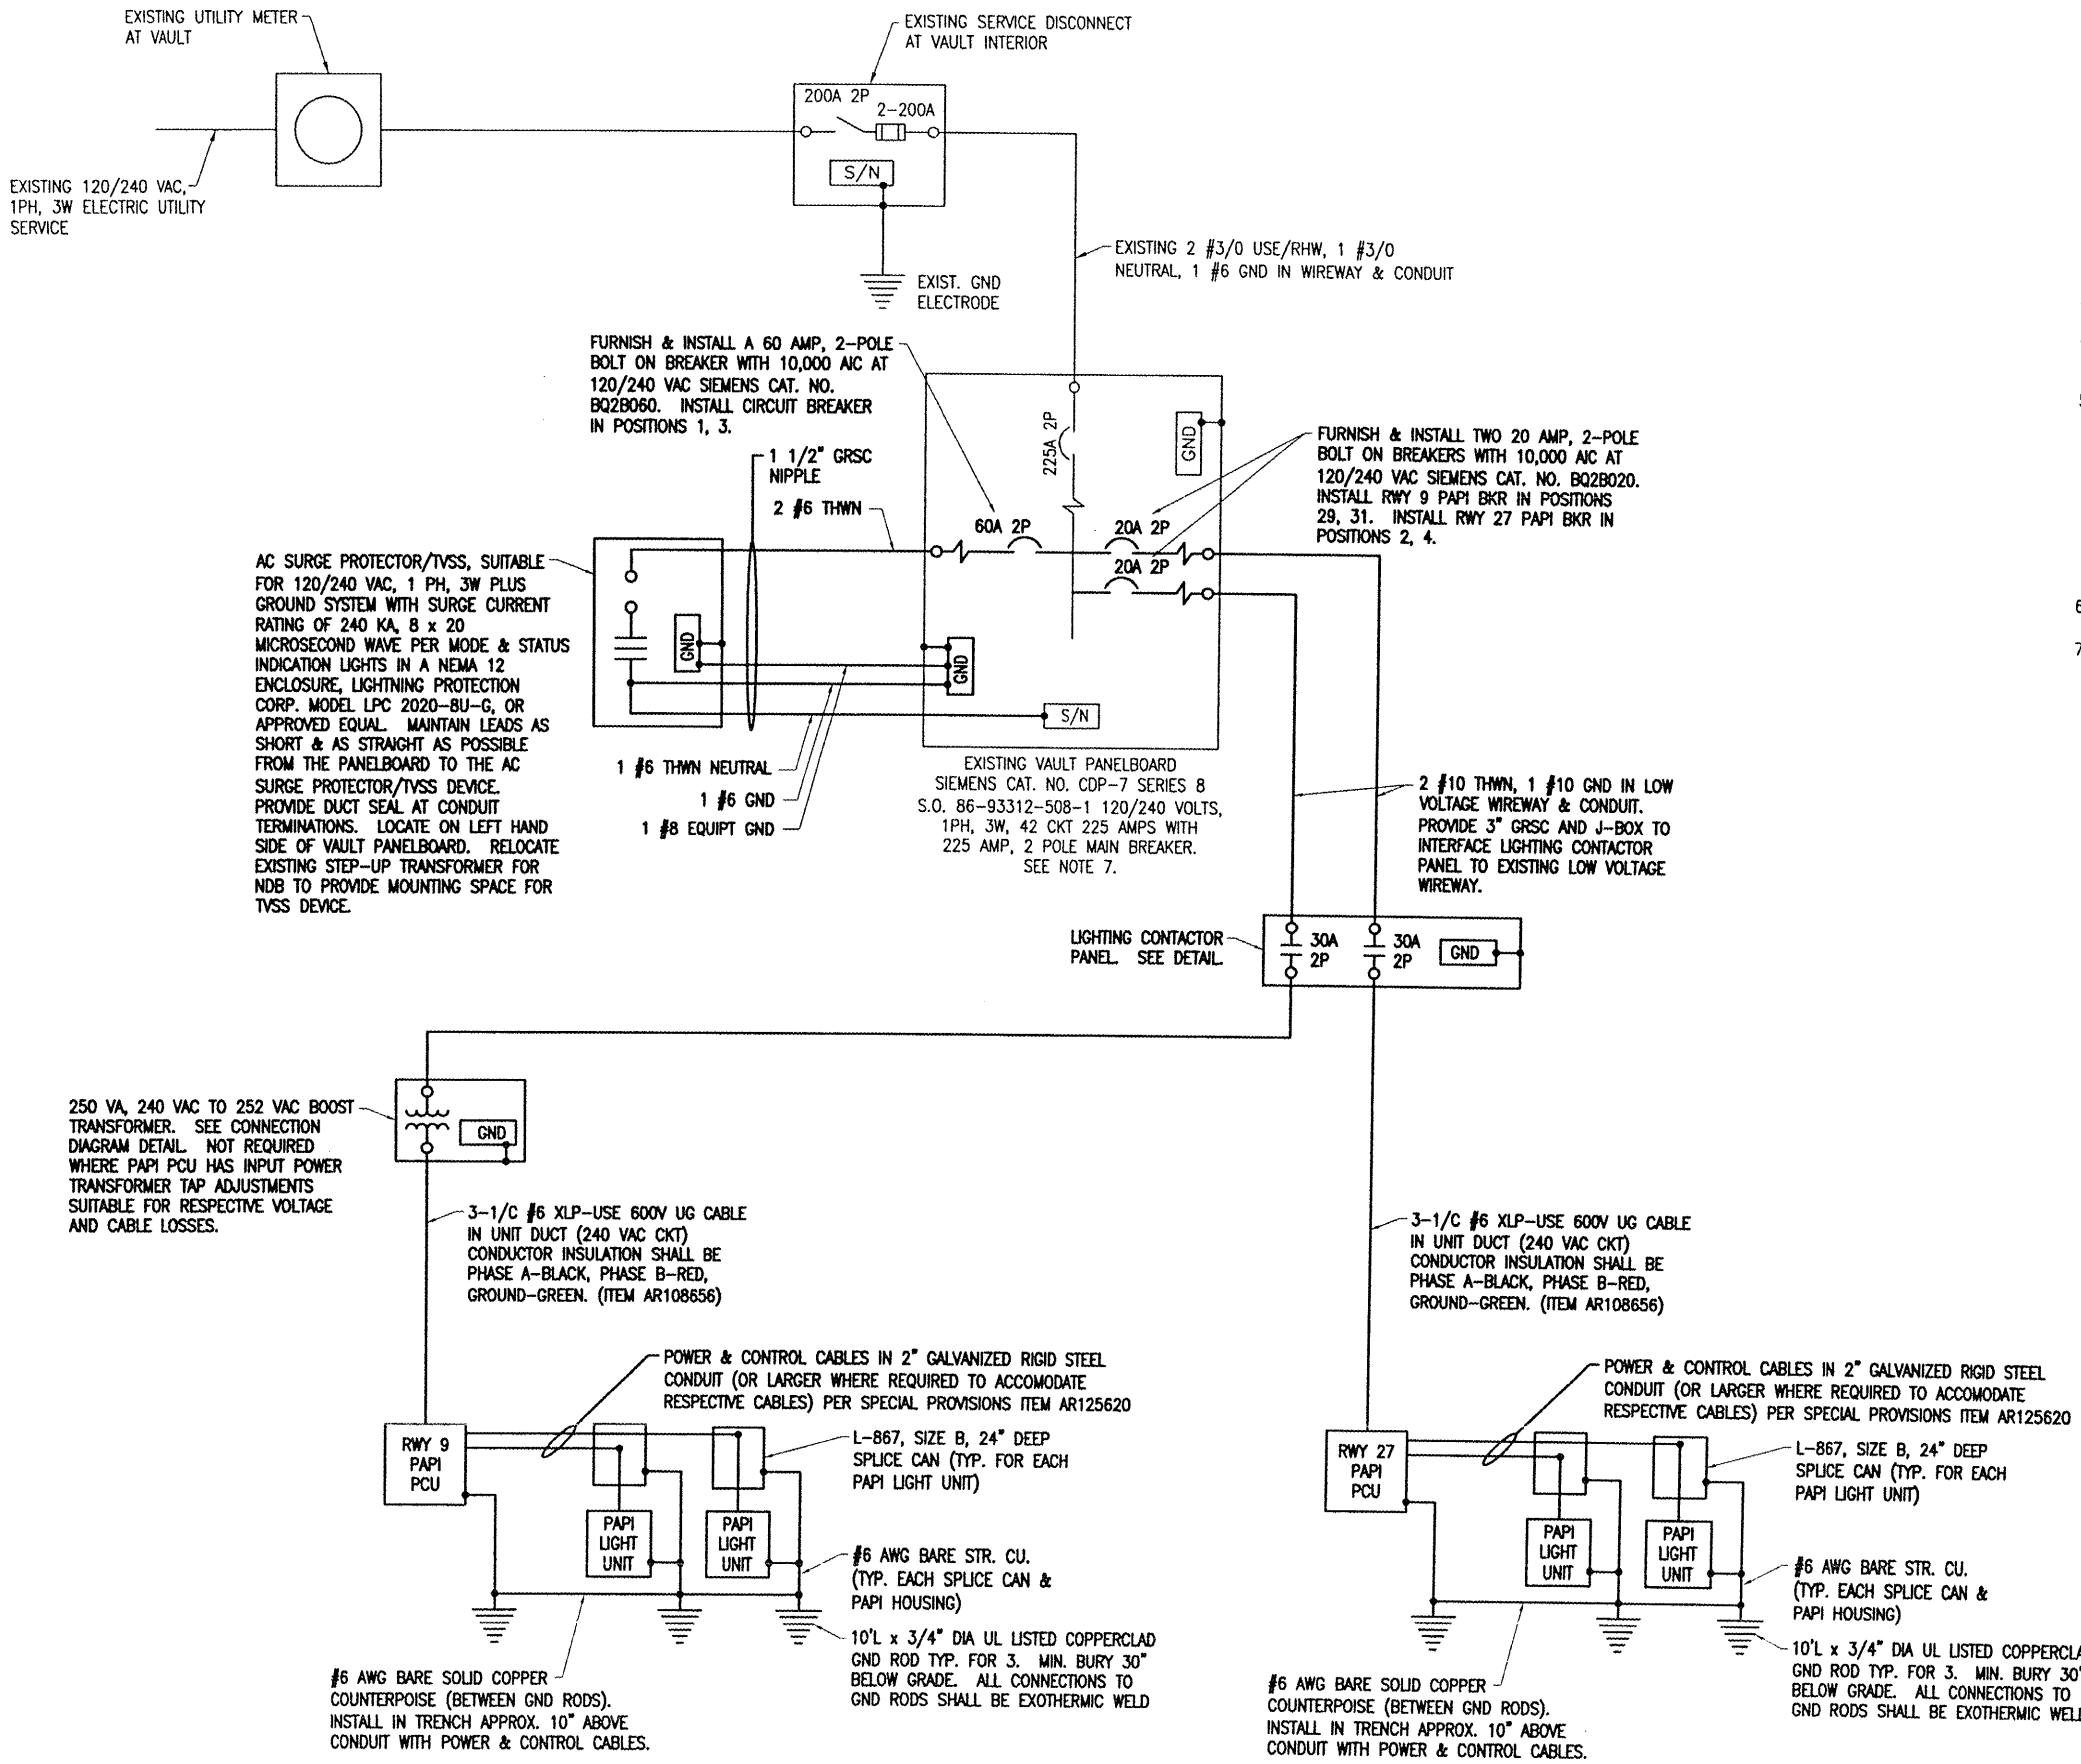 EXISTING UTILITY METER
AT VAULT
EXISTING SERVICE DISCONNECT
AT VAULT INTERIOR
200A 2P
2-200A
S/N
EXISTING 120/240 VAC,
1PH, 3W ELECTRIC UTILITY
SERVICE
EXIST. GND
ELECTRODE
EXISTING 2 #3/0 USE/RHW, 1 #3/0
NEUTRAL, 1 #6 GND IN WIREWAY & CONDUIT
FURNISH & INSTALL A 60 AMP, 2-POLE
BOLT ON BREAKER WITH 10,000 AIC AT
120/240 VAC SIEMENS CAT. NO.
BQ2B060. INSTALL CIRCUIT BREAKER
IN POSITIONS 1, 3.
1 1/2" GRSC
NIPPLE
2 #6 THWN
225A 2P
GND
60A 2P
20A 2P
20A 2P
FURNISH & INSTALL TWO 20 AMP, 2-POLE
BOLT ON BREAKERS WITH 10,000 AIC AT
120/240 VAC SIEMENS CAT. NO. BQ2B020.
INSTALL RWY 9 PAPI BKR IN POSITIONS
29, 31. INSTALL RWY 27 PAPI BKR IN
POSITIONS 2, 4.
5
6
7
AC SURGE PROTECTOR/TVSS, SUITABLE
FOR 120/240 VAC, 1 PH, 3W PLUS
GROUND SYSTEM WITH SURGE CURRENT
RATING OF 240 KA, 8 x 20
MICROSECOND WAVE PER MODE & STATUS
INDICATION LIGHTS IN A NEMA 12
ENCLOSURE, LIGHTNING PROTECTION
CORP. MODEL LPC 2020-8U-G, OR
APPROVED EQUAL. MAINTAIN LEADS AS
SHORT & AS STRAIGHT AS POSSIBLE
FROM THE PANELBOARD TO THE AC
SURGE PROTECTOR/TVSS DEVICE.
PROVIDE DUCT SEAL AT CONDUIT
TERMINATIONS. LOCATE ON LEFT HAND
SIDE OF VAULT PANELBOARD. RELOCATE
EXISTING STEP-UP TRANSFORMER FOR
NDB TO PROVIDE MOUNTING SPACE FOR
TVSS DEVICE.
GND
GND
S/N
1 #6 THWN NEUTRAL
1 #6 GND
1 #8 EQUIPT GND
EXISTING VAULT PANELBOARD
SIEMENS CAT. NO. CDP-7 SERIES 8
S.O. 86-93312-508-1 120/240 VOLTS,
1PH, 3W, 42 CKT 225 AMPS WITH
225 AMP, 2 POLE MAIN BREAKER.
SEE NOTE 7.
2 #10 THWN, 1 #10 GND IN LOW
VOLTAGE WIREWAY & CONDUIT.
PROVIDE 3" GRSC AND J-BOX TO
INTERFACE LIGHTING CONTACTOR
PANEL TO EXISTING LOW VOLTAGE
WIREWAY.
LIGHTING CONTACTOR
PANEL. SEE DETAIL
30A
2P
30A
2P
GND
250 VA, 240 VAC TO 252 VAC BOOST
TRANSFORMER. SEE CONNECTION
DIAGRAM DETAIL. NOT REQUIRED
WHERE PAPI PCU HAS INPUT POWER
TRANSFORMER TAP ADJUSTMENTS
SUITABLE FOR RESPECTIVE VOLTAGE
AND CABLE LOSSES.
GND
3-1/C #6 XLP-USE 600V UG CABLE
IN UNIT DUCT (240 VAC CKT)
CONDUCTOR INSULATION SHALL BE
PHASE A-BLACK, PHASE B-RED,
GROUND-GREEN. (ITEM AR108656)
3-1/C #6 XLP-USE 600V UG CABLE
IN UNIT DUCT (240 VAC CKT)
CONDUCTOR INSULATION SHALL BE
PHASE A-BLACK, PHASE B-RED,
GROUND-GREEN. (ITEM AR108656)
POWER & CONTROL CABLES IN 2" GALVANIZED RIGID STEEL
CONDUIT (OR LARGER WHERE REQUIRED TO ACCOMODATE
RESPECTIVE CABLES) PER SPECIAL PROVISIONS ITEM AR125620
RWY 9
PAPI
PCU
L-867, SIZE B, 24" DEEP
SPLICE CAN (TYP. FOR EACH
PAPI LIGHT UNIT)
PAPI
LIGHT
UNIT
PAPI
LIGHT
UNIT
#6 AWG BARE STR. CU.
(TYP. EACH SPLICE CAN &
PAPI HOUSING)
10'L x 3/4" DIA UL LISTED COPPERCLAD
GND ROD TYP. FOR 3. MIN. BURY 30"
BELOW GRADE. ALL CONNECTIONS TO
GND RODS SHALL BE EXOTHERMIC WELD
#6 AWG BARE SOLID COPPER
COUNTERPOISE (BETWEEN GND RODS).
INSTALL IN TRENCH APPROX. 10" ABOVE
CONDUIT WITH POWER & CONTROL CABLES.
POWER & CONTROL CABLES IN 2" GALVANIZED RIGID STEEL
CONDUIT (OR LARGER WHERE REQUIRED TO ACCOMODATE
RESPECTIVE CABLES) PER SPECIAL PROVISIONS ITEM AR125620
RWY 27
PAPI
PCU
L-867, SIZE B, 24" DEEP
SPLICE CAN (TYP. FOR EACH
PAPI LIGHT UNIT)
PAPI
LIGHT
UNIT
PAPI
LIGHT
UNIT
#6 AWG BARE STR. CU.
(TYP. EACH SPLICE CAN &
PAPI HOUSING)
10'L x 3/4" DIA UL LISTED COPPERCLA
GND ROD TYP. FOR 3. MIN. BURY 30"
BELOW GRADE. ALL CONNECTIONS TO
GND RODS SHALL BE EXOTHERMIC WEL
#6 AWG BARE SOLID COPPER
COUNTERPOISE (BETWEEN GND RODS).
INSTALL IN TRENCH APPROX. 10" ABOVE
CONDUIT WITH POWER & CONTROL CABLES.